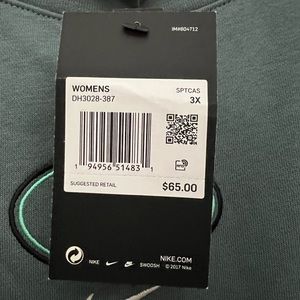 IM#804712
WOMENS SPTCAS
DH3028-387 3X
1 94956 51483 1
SUGGESTED RETAIL $65.00
NIKE SWOOSH NIKE.COM
© 2017 NIKE